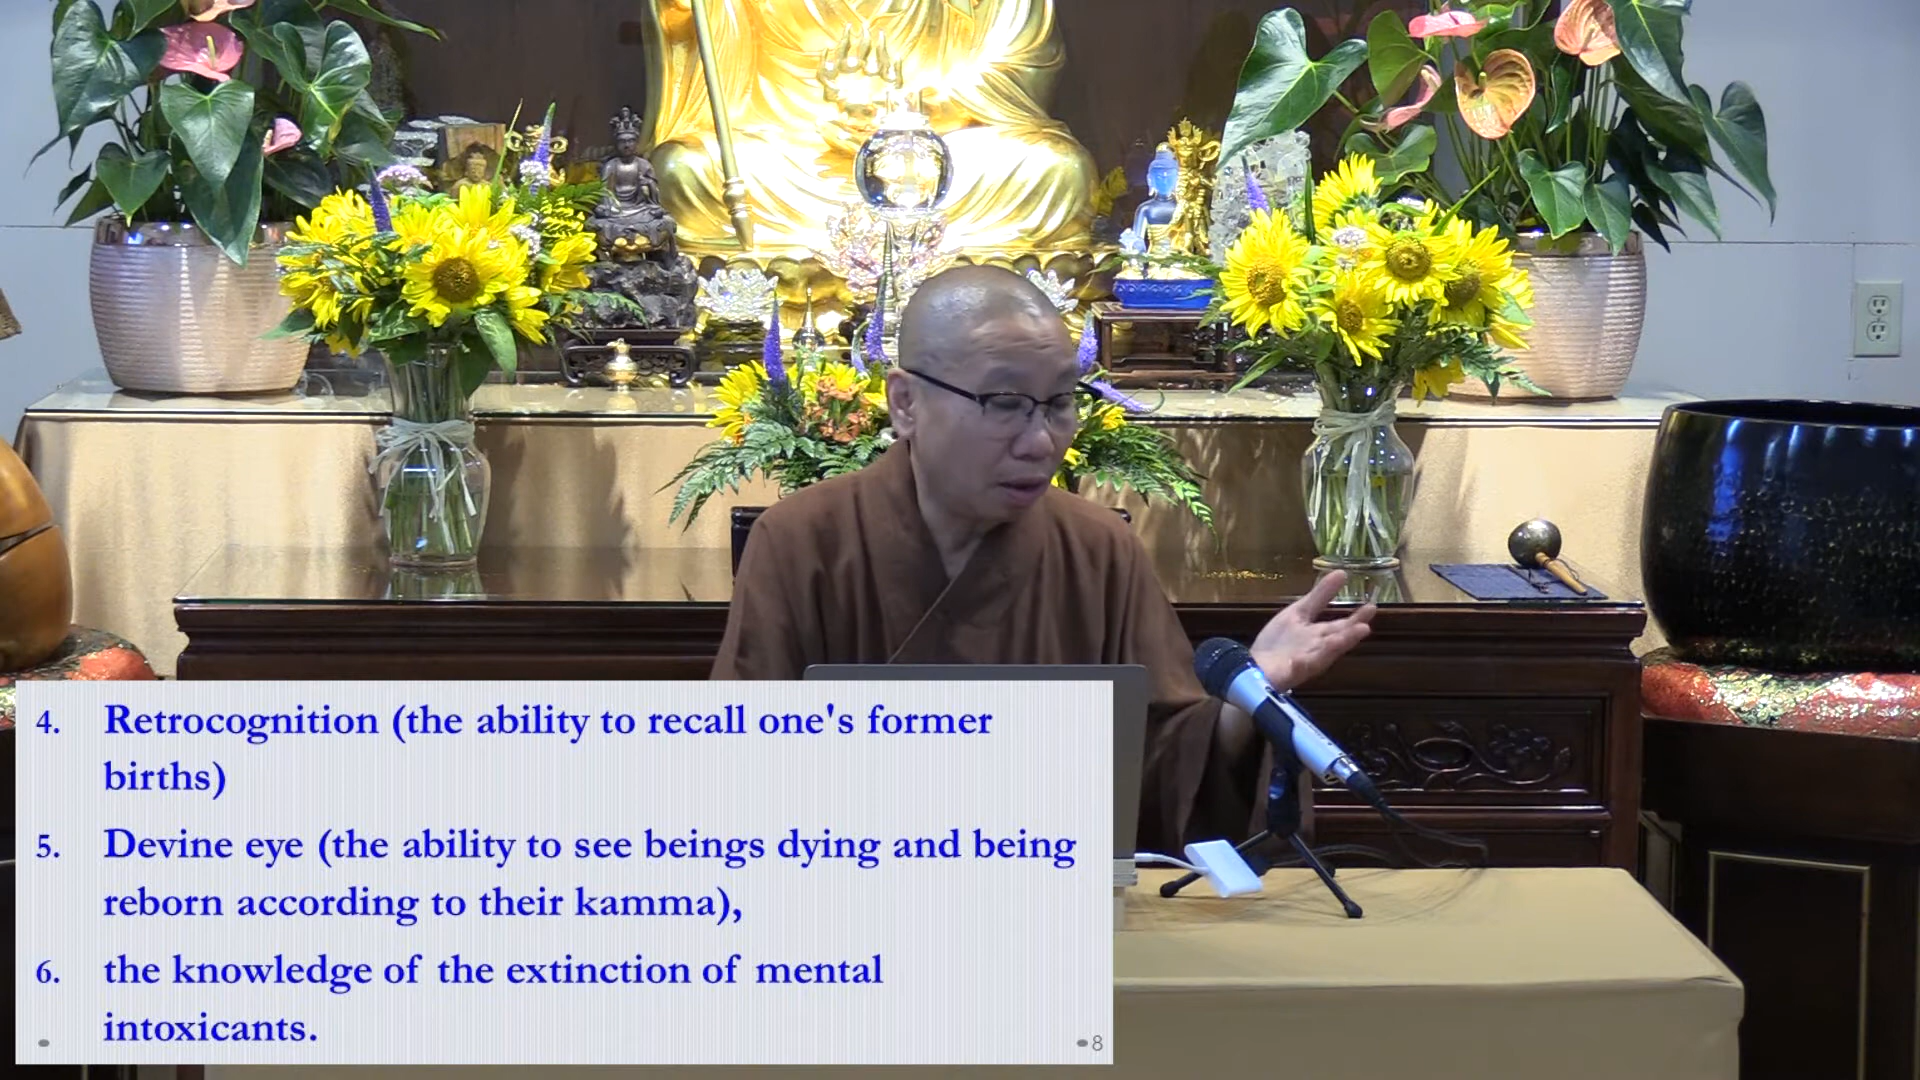 4. Retrocognition (the ability to recall one's former
births)
5. Devine eye (the ability to see beings dying and being
reborn according to their kamma),
6. the knowledge of the extinction of mental
intoxicants.
8